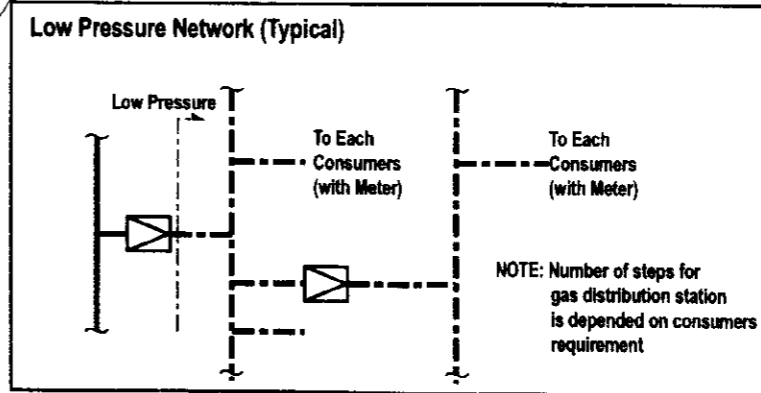 Low Pressure Network (Typical)
Low Pressure
To Each
Consumers
(with Meter)
To Each
Consumers
(with Meter)
NOTE: Number of steps for
gas distribution station
is depended on consumers
requirement